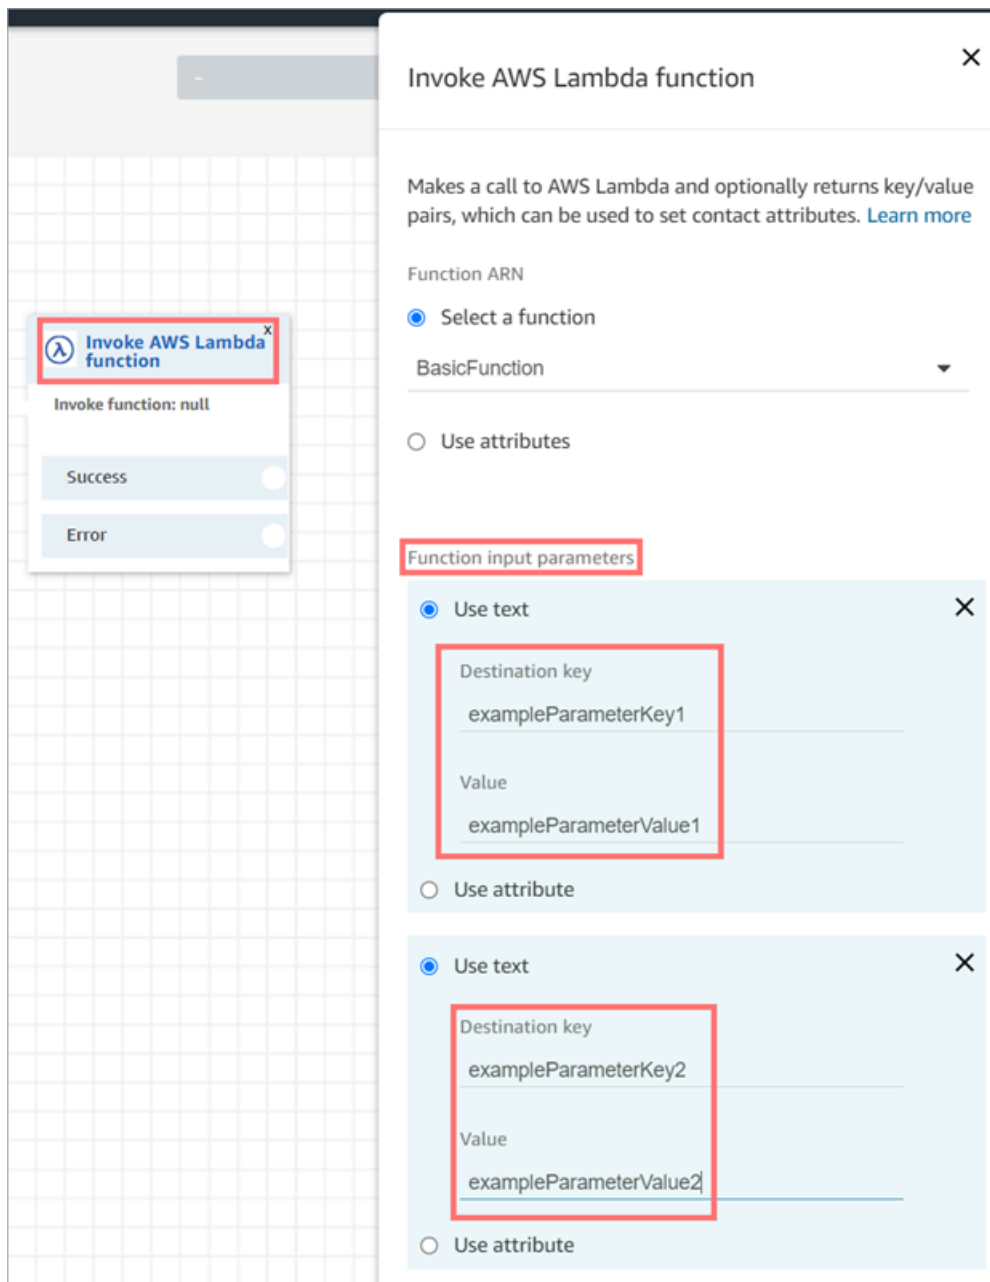 -
Invoke AWS Lambda function
Makes a call to AWS Lambda and optionally returns key/value
pairs, which can be used to set contact attributes. Learn more
Function ARN
Select a function
BasicFunction
Use attributes
Invoke AWS Lambda
function
x
Invoke function: null
Success
Error
Function input parameters
Use text
Destination key
exampleParameterKey1
Value
exampleParameterValue1
Use attribute
Use text
Destination key
exampleParameterKey2
Value
exampleParameterValue2
Use attribute